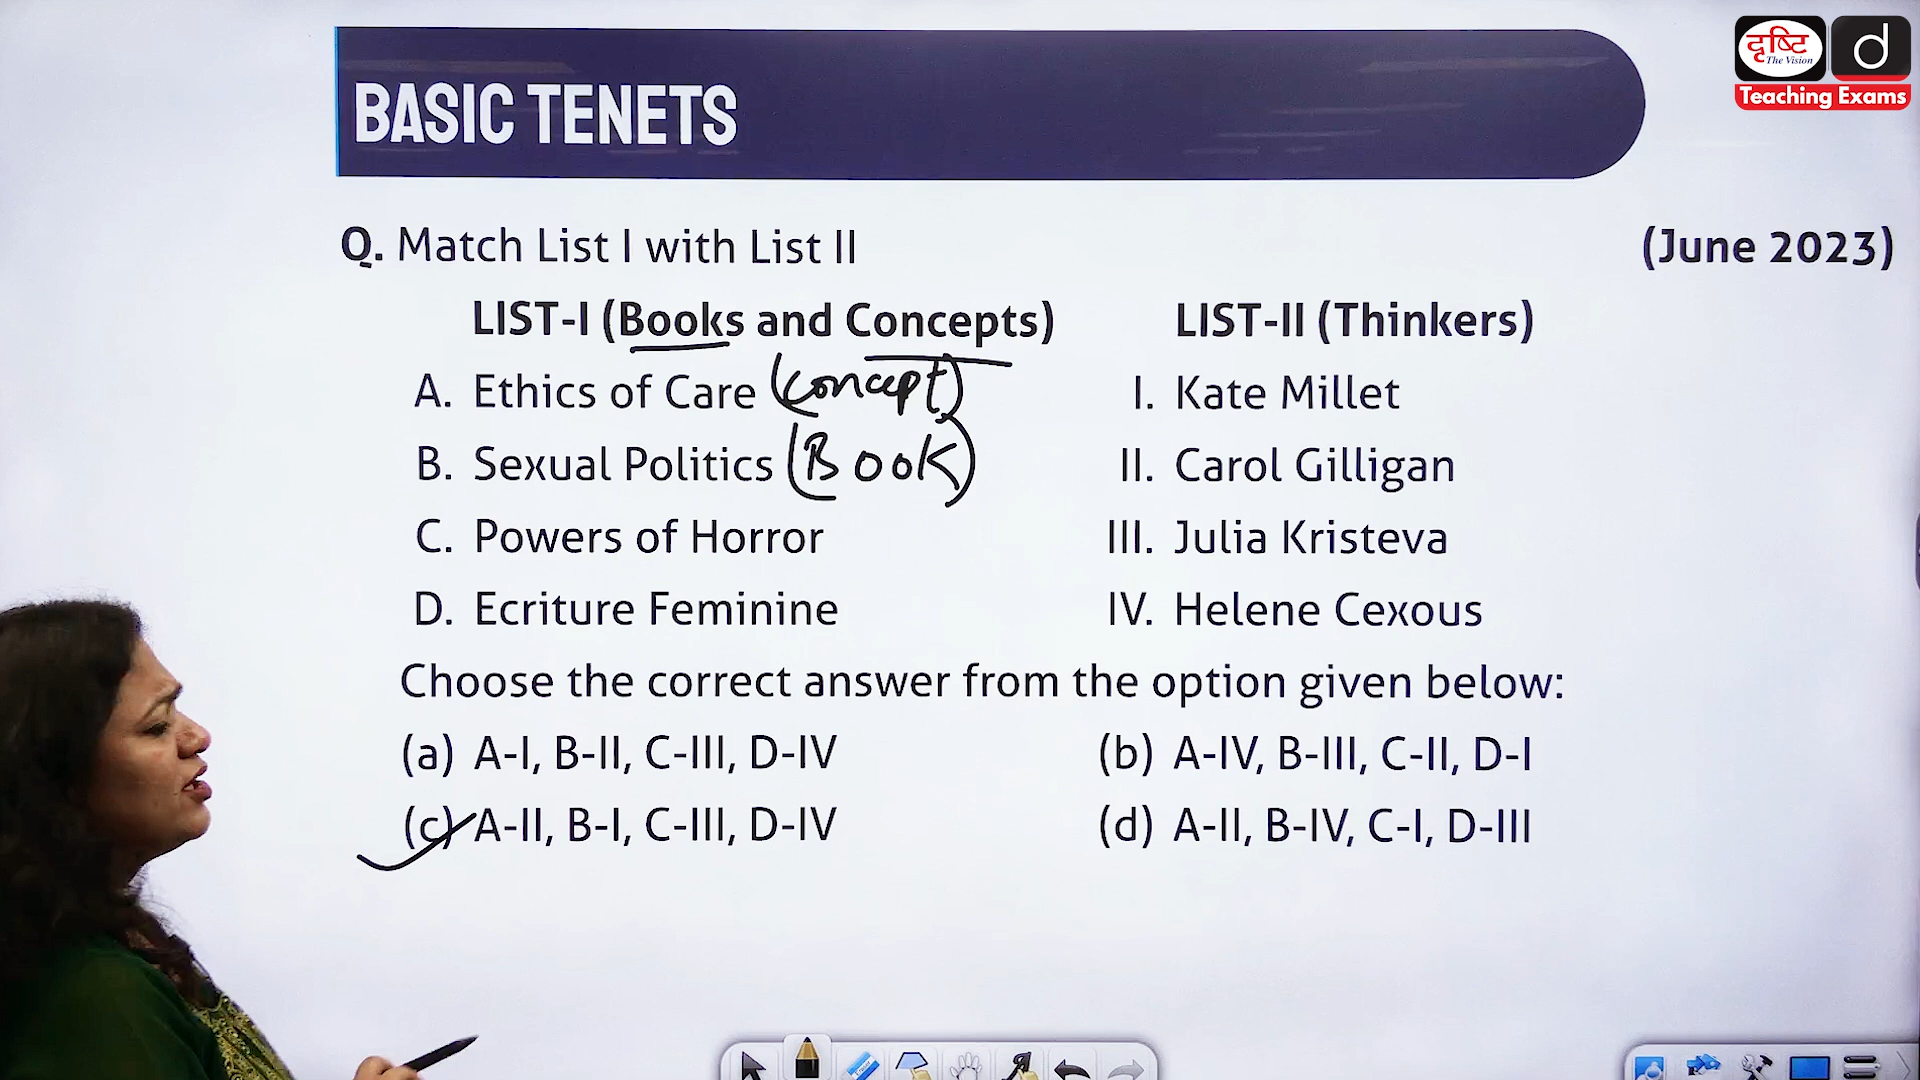 दृष्टि
The Vision
d
Teaching Exams
BASIC TENETS
Q. Match List I with List II (June 2023)
LIST-I (Books and Concepts) LIST-II (Thinkers)
A. Ethics of Care (Concept) I. Kate Millet
B. Sexual Politics (BOOK) II. Carol Gilligan
C. Powers of Horror III. Julia Kristeva
D. Ecriture Feminine IV. Helene Cexous
Choose the correct answer from the option given below:
(a) A-I, B-II, C-III, D-IV (b) A-IV, B-III, C-II, D-I
(c) A-II, B-I, C-III, D-IV (d) A-II, B-IV, C-I, D-III